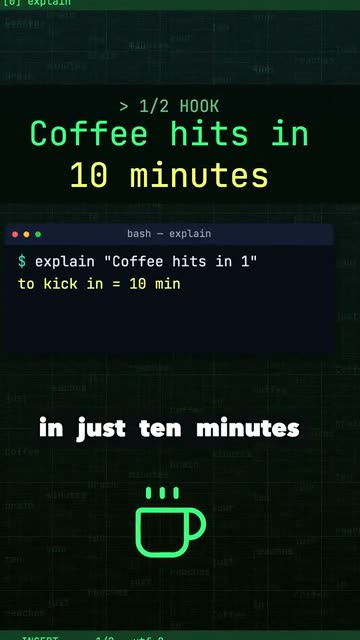 [0] explain
> 1/2 HOOK
Coffee hits in
10 minutes
bash — explain
$ explain "Coffee hits in 1"
to kick in = 10 min
in just ten minutes